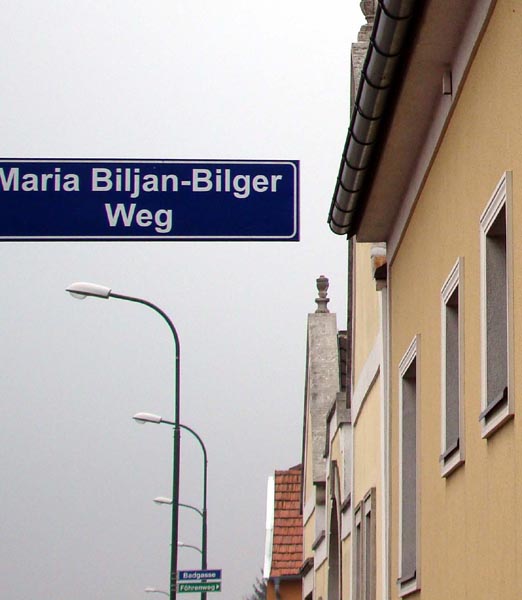 Maria Biljan-Bilger
Weg
Badgasse
Föhrenweg